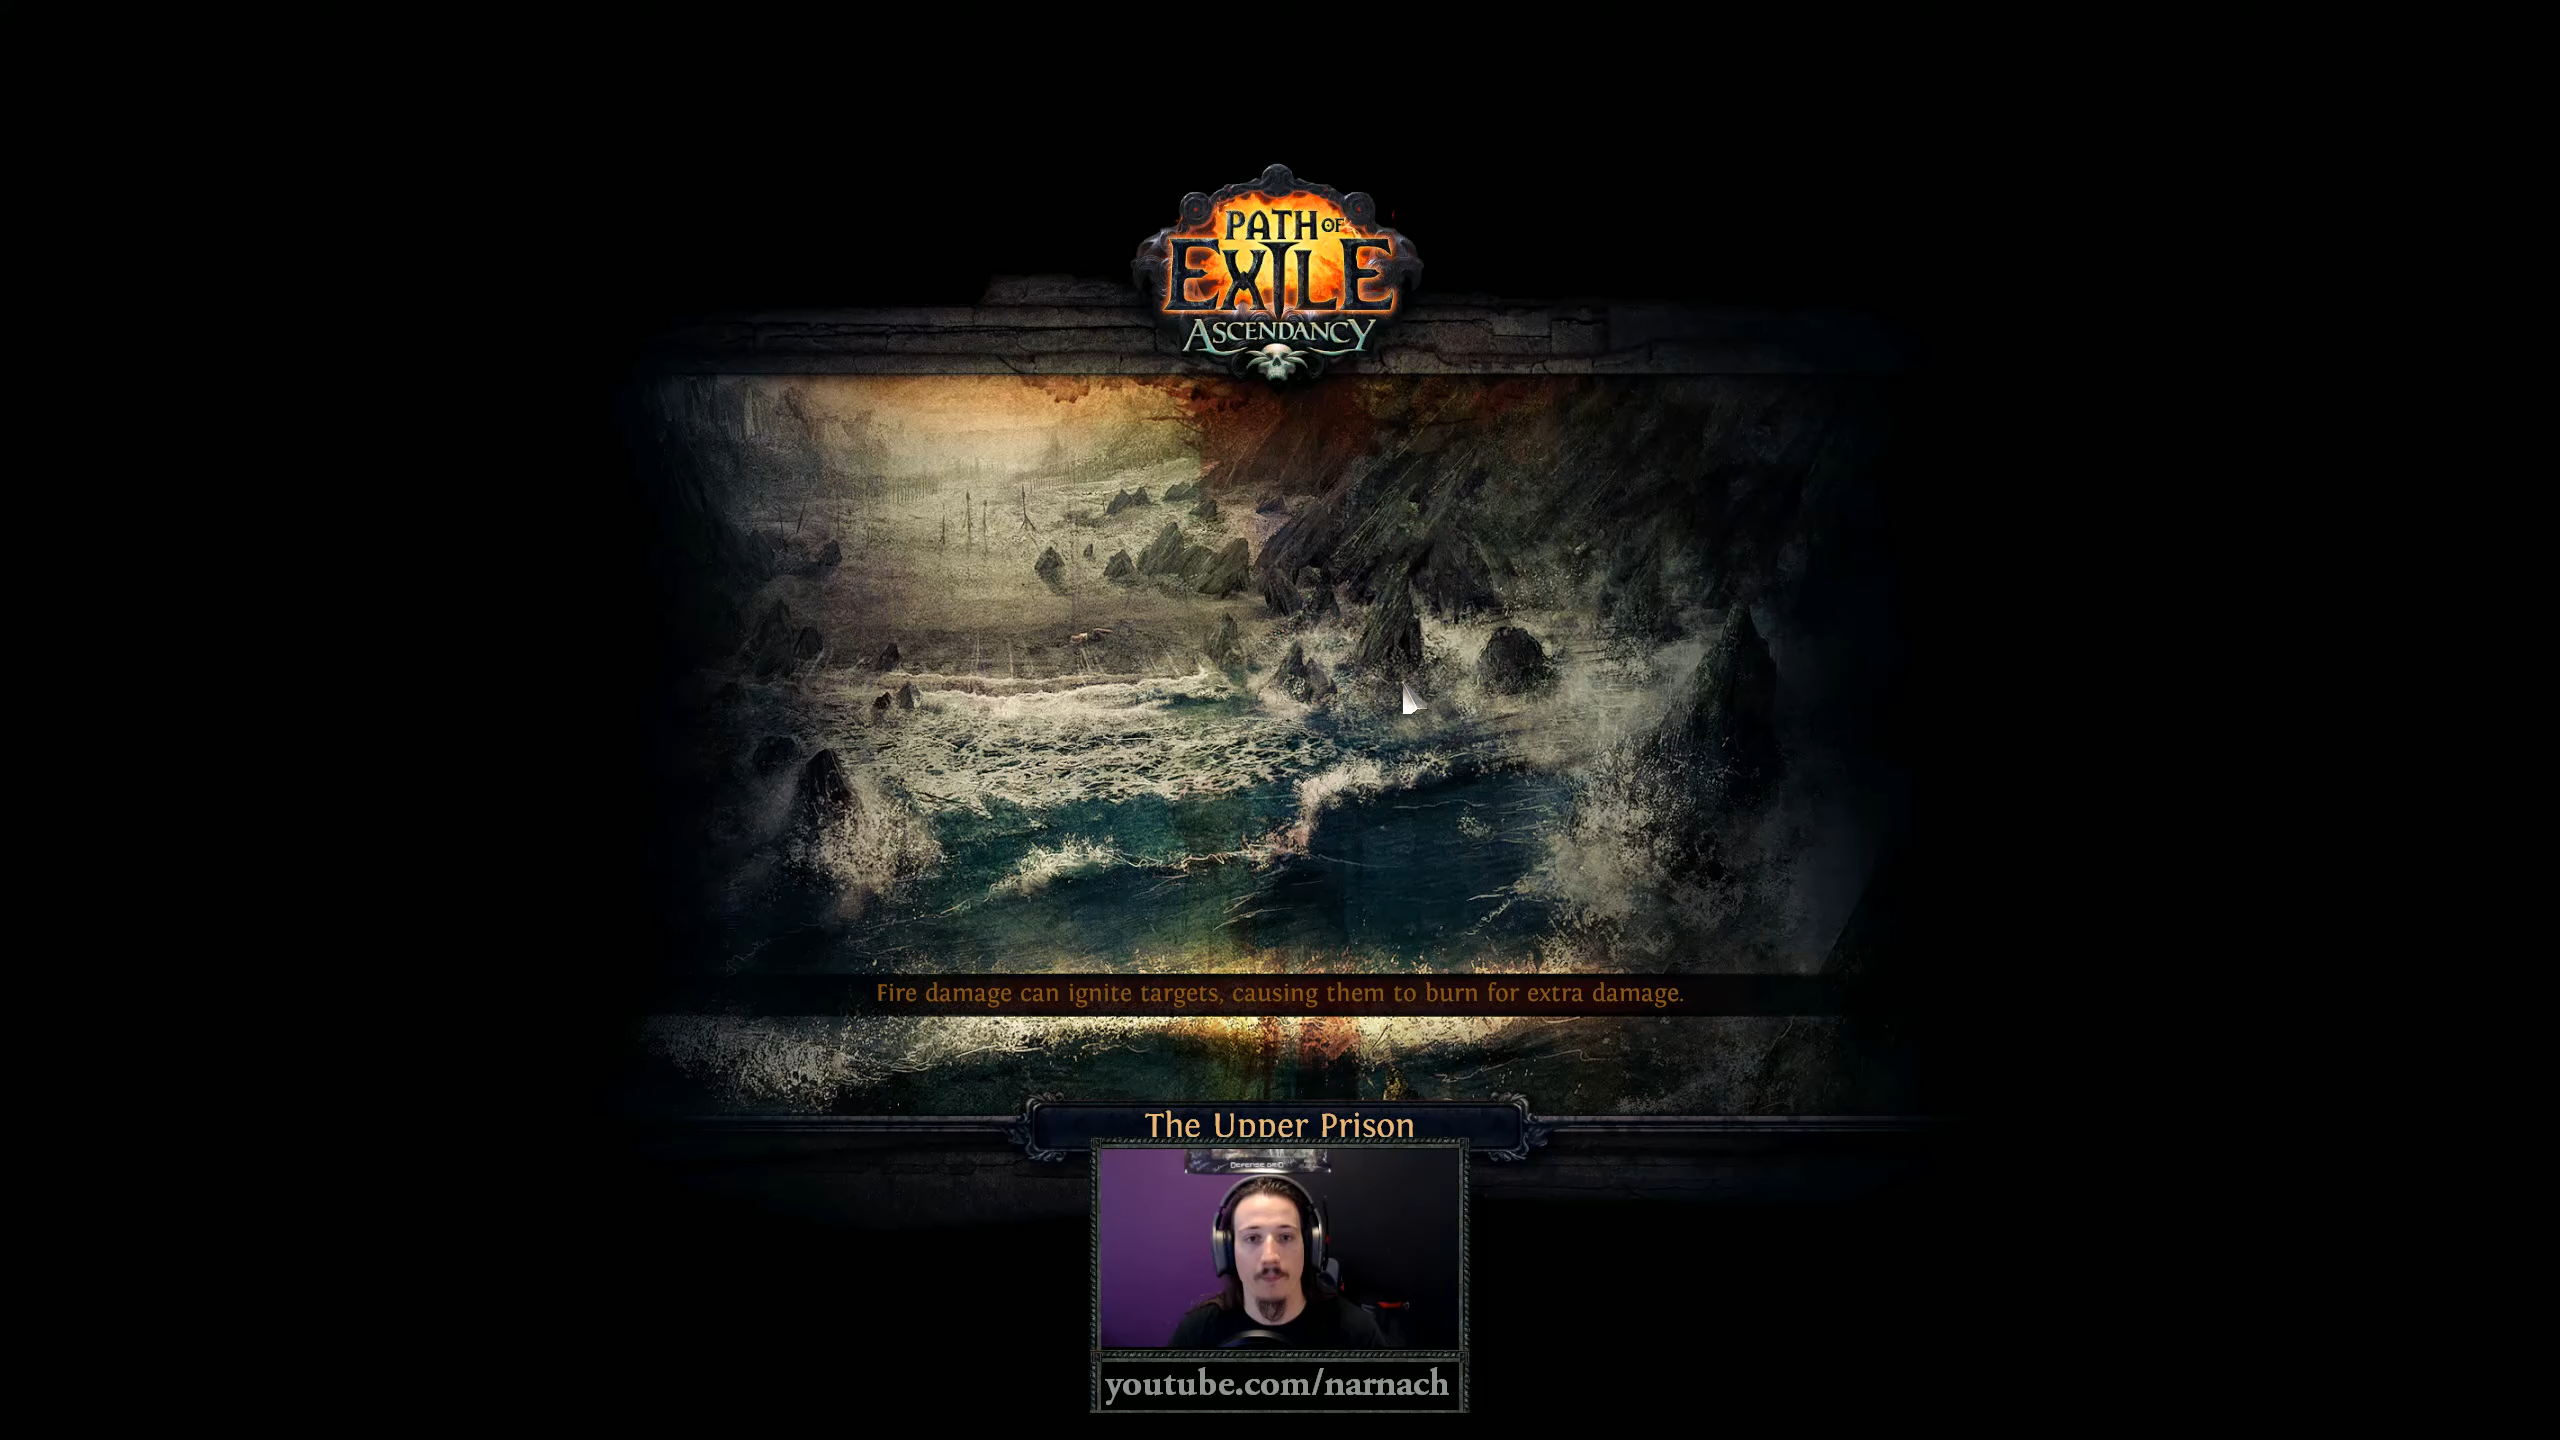 PATH OF
EXILE
ASCENDANCY
Fire damage can ignite targets, causing them to burn for extra damage.
The Upper Prison
youtube.com/narnach